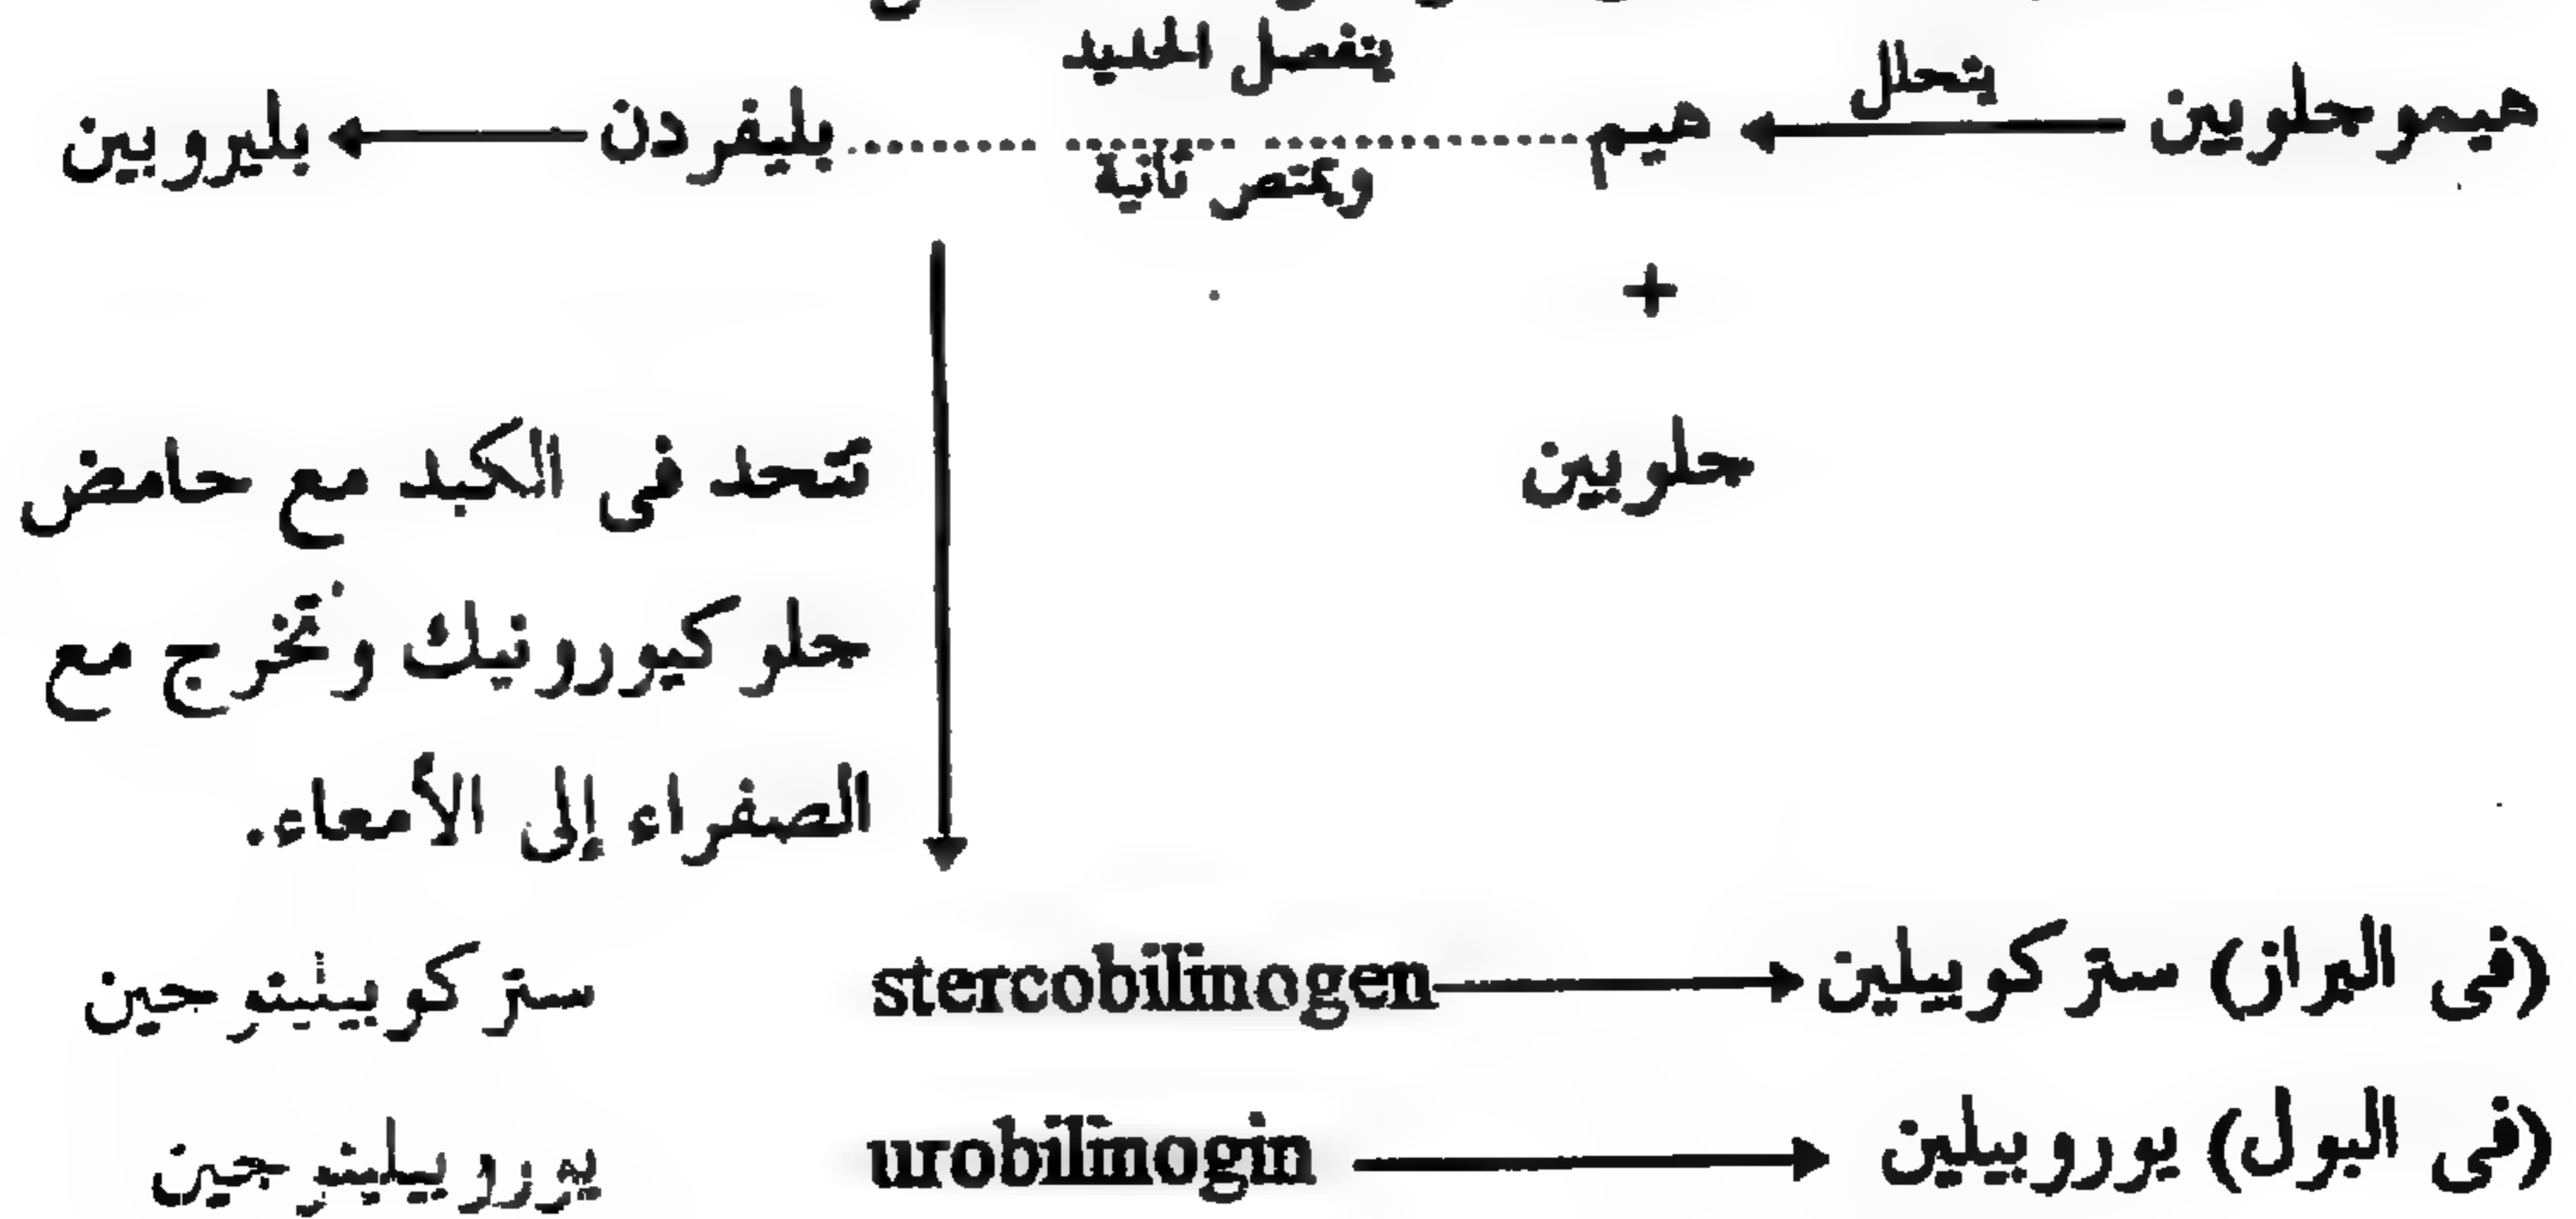 ينفصل الحديد
يتحلل
هيموجلوبين هيم بليفردن بليروبين
ويمتص ثانية
+
جلوبين
تتحد فى الكبد مع حامض
جلوكيورونيك وتخرج مع
الصفراء إلى الأمعاء.
(فى البراز) ستركوبيلين stercobilinogen ستركوبيلينوجين
(فى البول) يوروبيلين urobilinogin يوروبيلينوجين